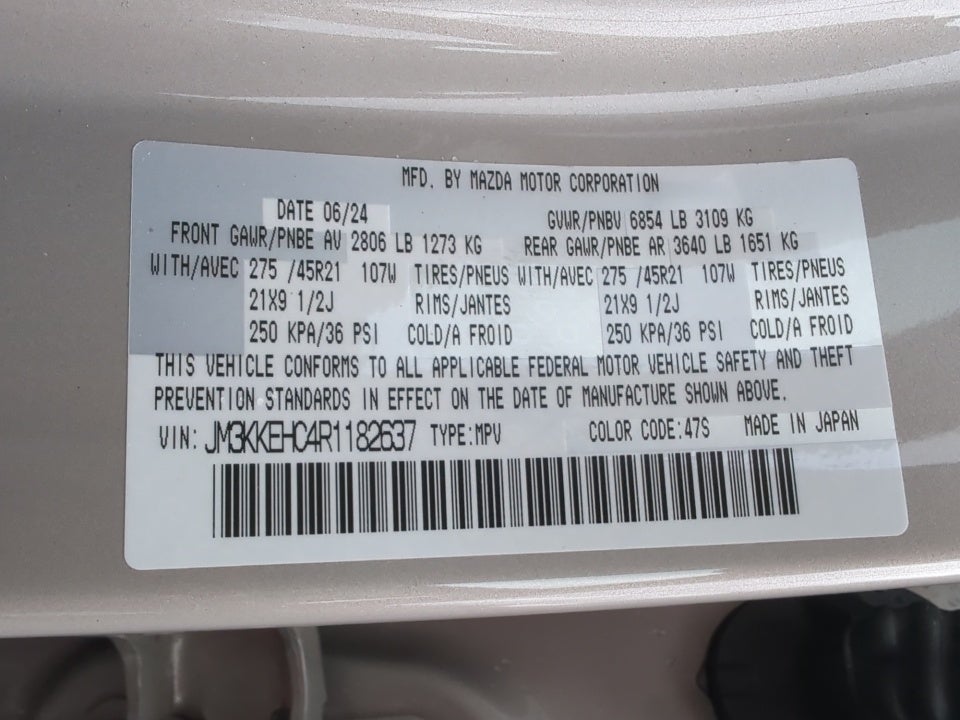 MFD. BY MAZDA MOTOR CORPORATION
DATE 06/24 GVWR/PNBV 6854 LB 3109 KG
FRONT GAWR/PNBE AV 2806 LB 1273 KG REAR GAWR/PNBE AR 3640 LB 1651 KG
WITH/AVEC 275 /45R21 107W TIRES/PNEUS WITH/AVEC 275 /45R21 107W TIRES/PNEUS
21X9 1/2J RIMS/JANTES 21X9 1/2J RIMS/JANTES
250 KPA/36 PSI COLD/A FROID 250 KPA/36 PSI COLD/A FROID
THIS VEHICLE CONFORMS TO ALL APPLICABLE FEDERAL MOTOR VEHICLE SAFETY AND THEFT
PREVENTION STANDARDS IN EFFECT ON THE DATE OF MANUFACTURE SHOWN ABOVE.
VIN: JM3KKEHC4R1182637 TYPE:MPV COLOR CODE:47S MADE IN JAPAN